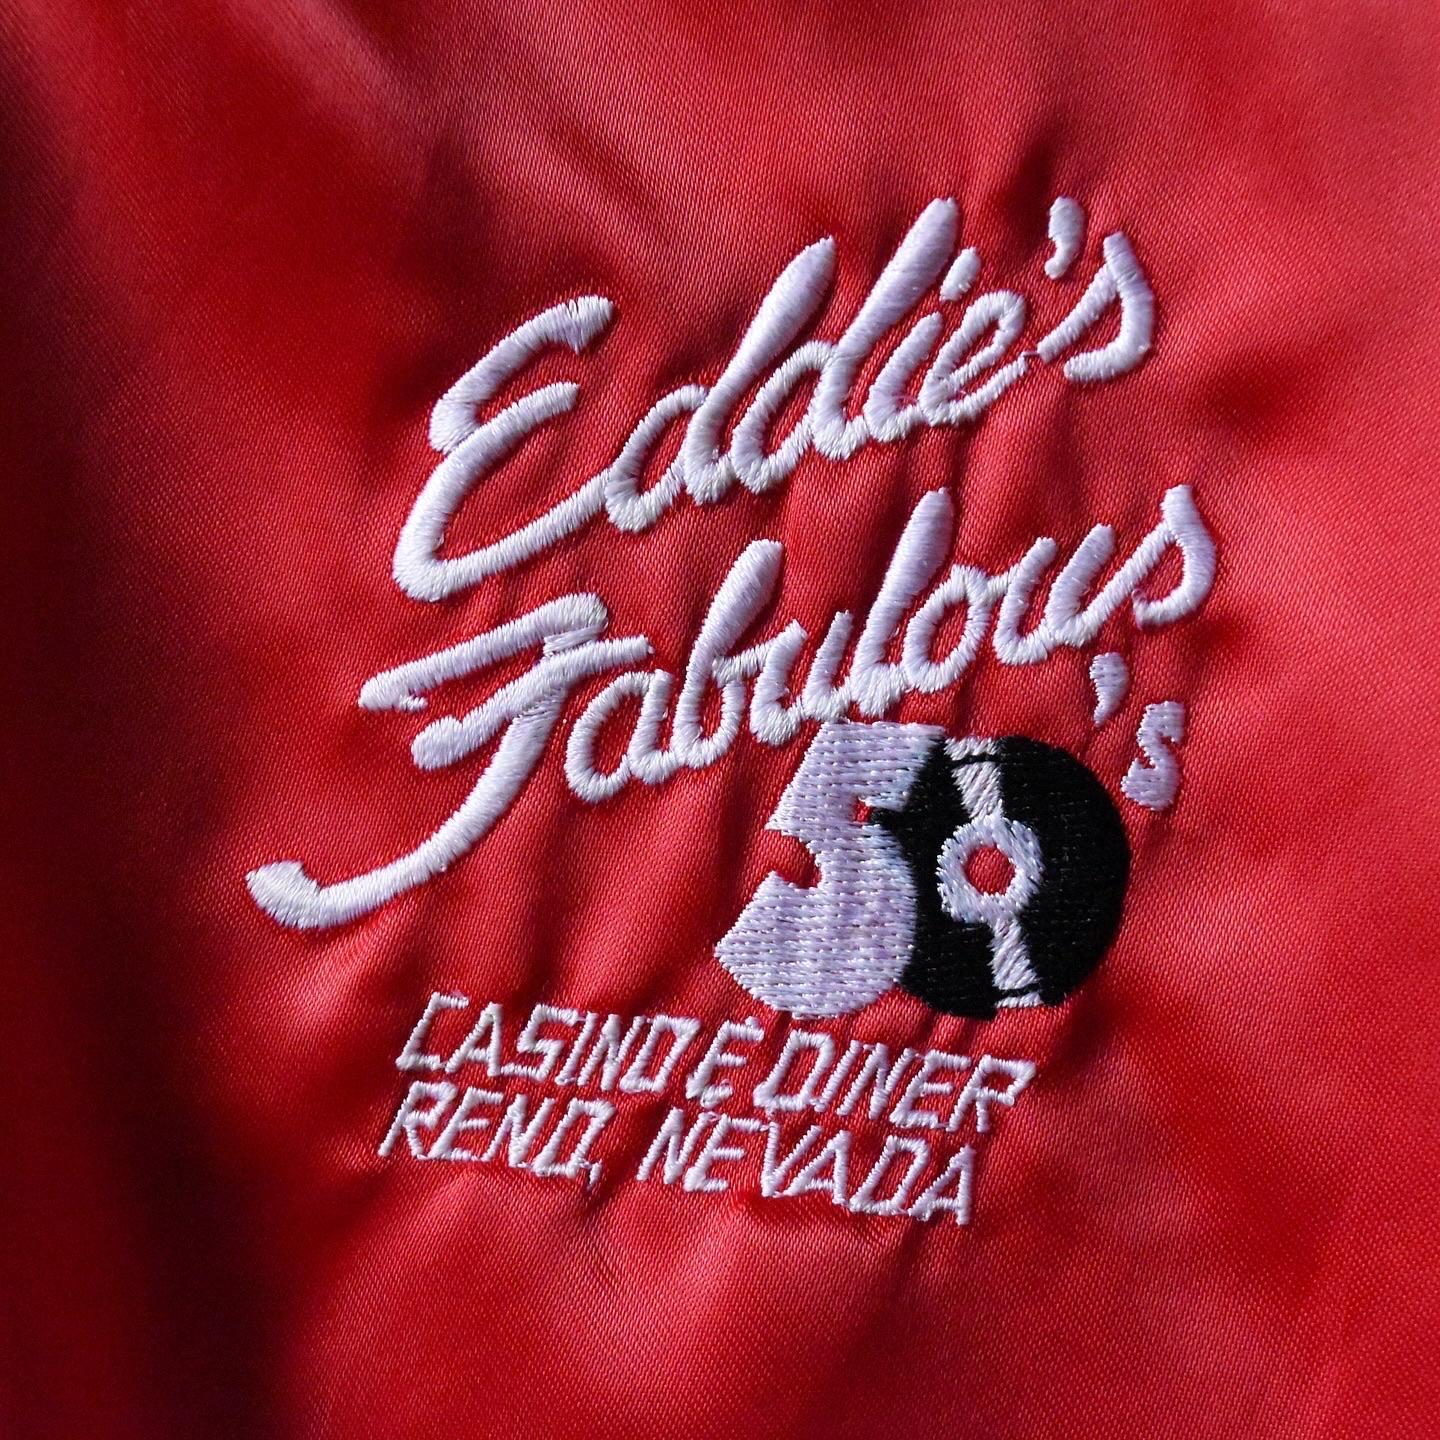 Eddie's
Fabulous
50's
CASINO & DINER
RENO, NEVADA